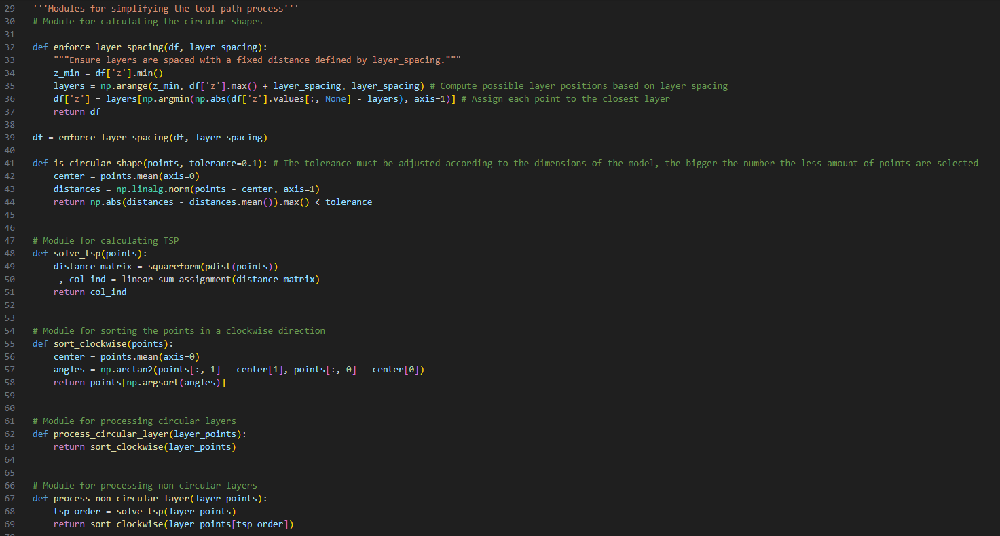 29 '''Modules for simplifying the tool path process'''
30 # Module for calculating the circular shapes
31
32 def enforce_layer_spacing(df, layer_spacing):
33     """Ensure layers are spaced with a fixed distance defined by layer_spacing."""
34     z_min = df['z'].min()
35     layers = np.arange(z_min, df['z'].max() + layer_spacing, layer_spacing) # Compute possible layer positions based on layer spacing
36     df['z'] = layers[np.argmin(np.abs(df['z'].values[:, None] - layers), axis=1)] # Assign each point to the closest layer
37     return df
38
39 df = enforce_layer_spacing(df, layer_spacing)
40
41 def is_circular_shape(points, tolerance=0.1): # The tolerance must be adjusted according to the dimensions of the model, the bigger the number the less amount of points are selected
42     center = points.mean(axis=0)
43     distances = np.linalg.norm(points - center, axis=1)
44     return np.abs(distances - distances.mean()).max() < tolerance
45
46
47 # Module for calculating TSP
48 def solve_tsp(points):
49     distance_matrix = squareform(pdist(points))
50     _, col_ind = linear_sum_assignment(distance_matrix)
51     return col_ind
52
53
54 # Module for sorting the points in a clockwise direction
55 def sort_clockwise(points):
56     center = points.mean(axis=0)
57     angles = np.arctan2(points[:, 1] - center[1], points[:, 0] - center[0])
58     return points[np.argsort(angles)]
59
60
61 # Module for processing circular layers
62 def process_circular_layer(layer_points):
63     return sort_clockwise(layer_points)
64
65
66 # Module for processing non-circular layers
67 def process_non_circular_layer(layer_points):
68     tsp_order = solve_tsp(layer_points)
69     return sort_clockwise(layer_points[tsp_order])